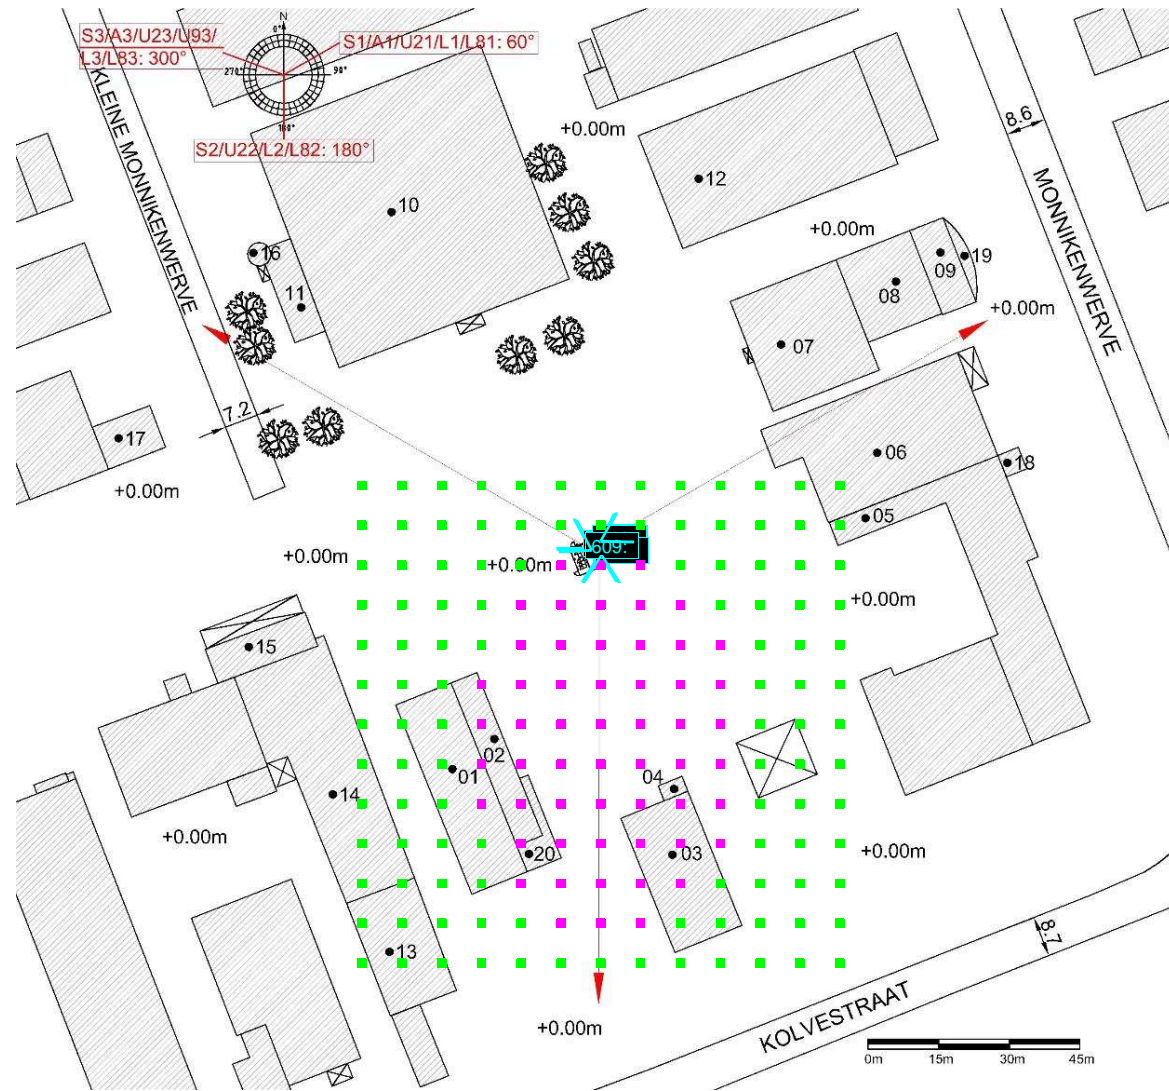 N
0°
90°
180°
270°
S3/A3/U23/U93/
L3/L83: 300°
S1/A1/U21/L1/L81: 60°
S2/U22/L2/L82: 180°
KLEINE MONNIKENWERVE
+0.00m
8.6
12
10
MONNIKENWERVE
+0.00m
16
09
19
08
11
+0.00m
07
7.2
17
06
18
+0.00m
05
609:
+0.00m
+0.00m
+0.00m
15
02
01
04
14
+0.00m
20
03
+0.00m
8.7
13
KOLVESTRAAT
+0.00m
0m 15m 30m 45m